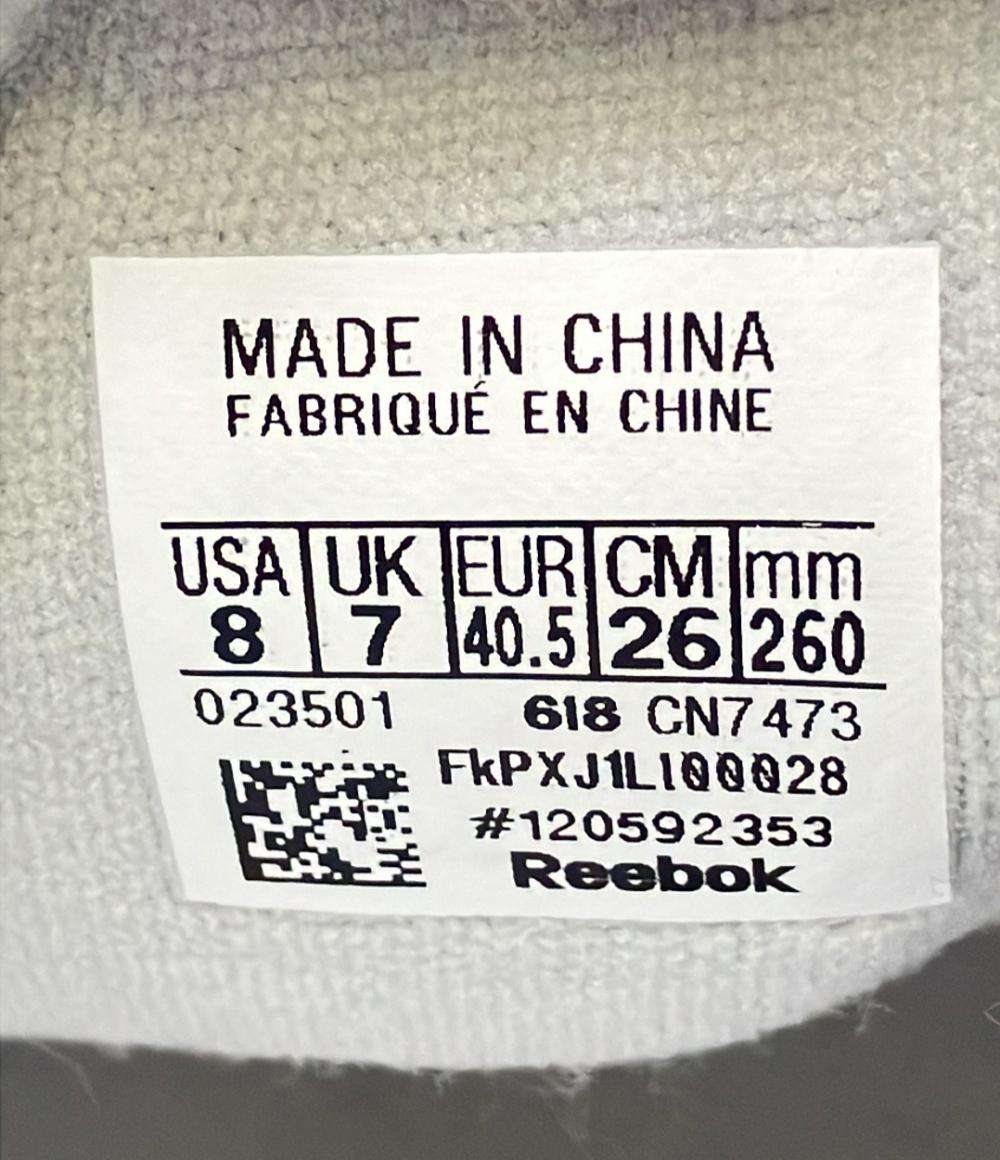 MADE IN CHINA
FABRIQUÉ EN CHINE
USA UK EUR CM mm
8 7 40.5 26 260
023501 618 CN7473
FkPXJ1LI00028
#120592353
Reebok